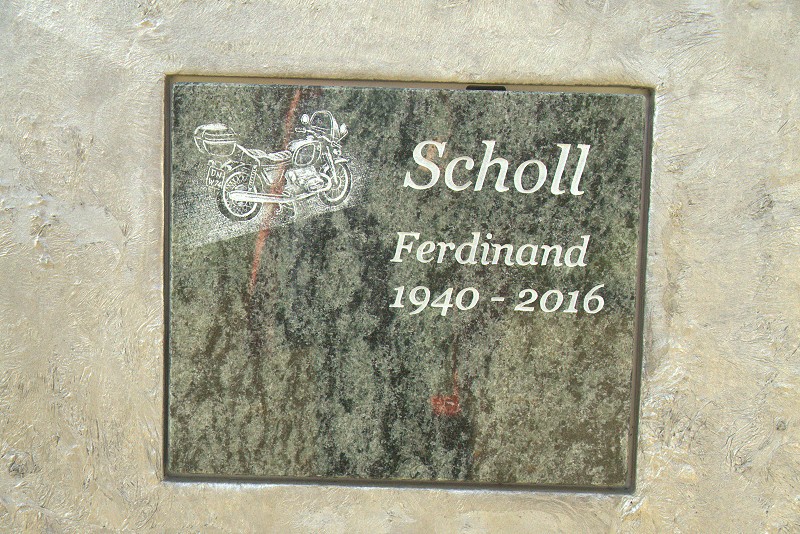 Scholl
Ferdinand
1940 - 2016